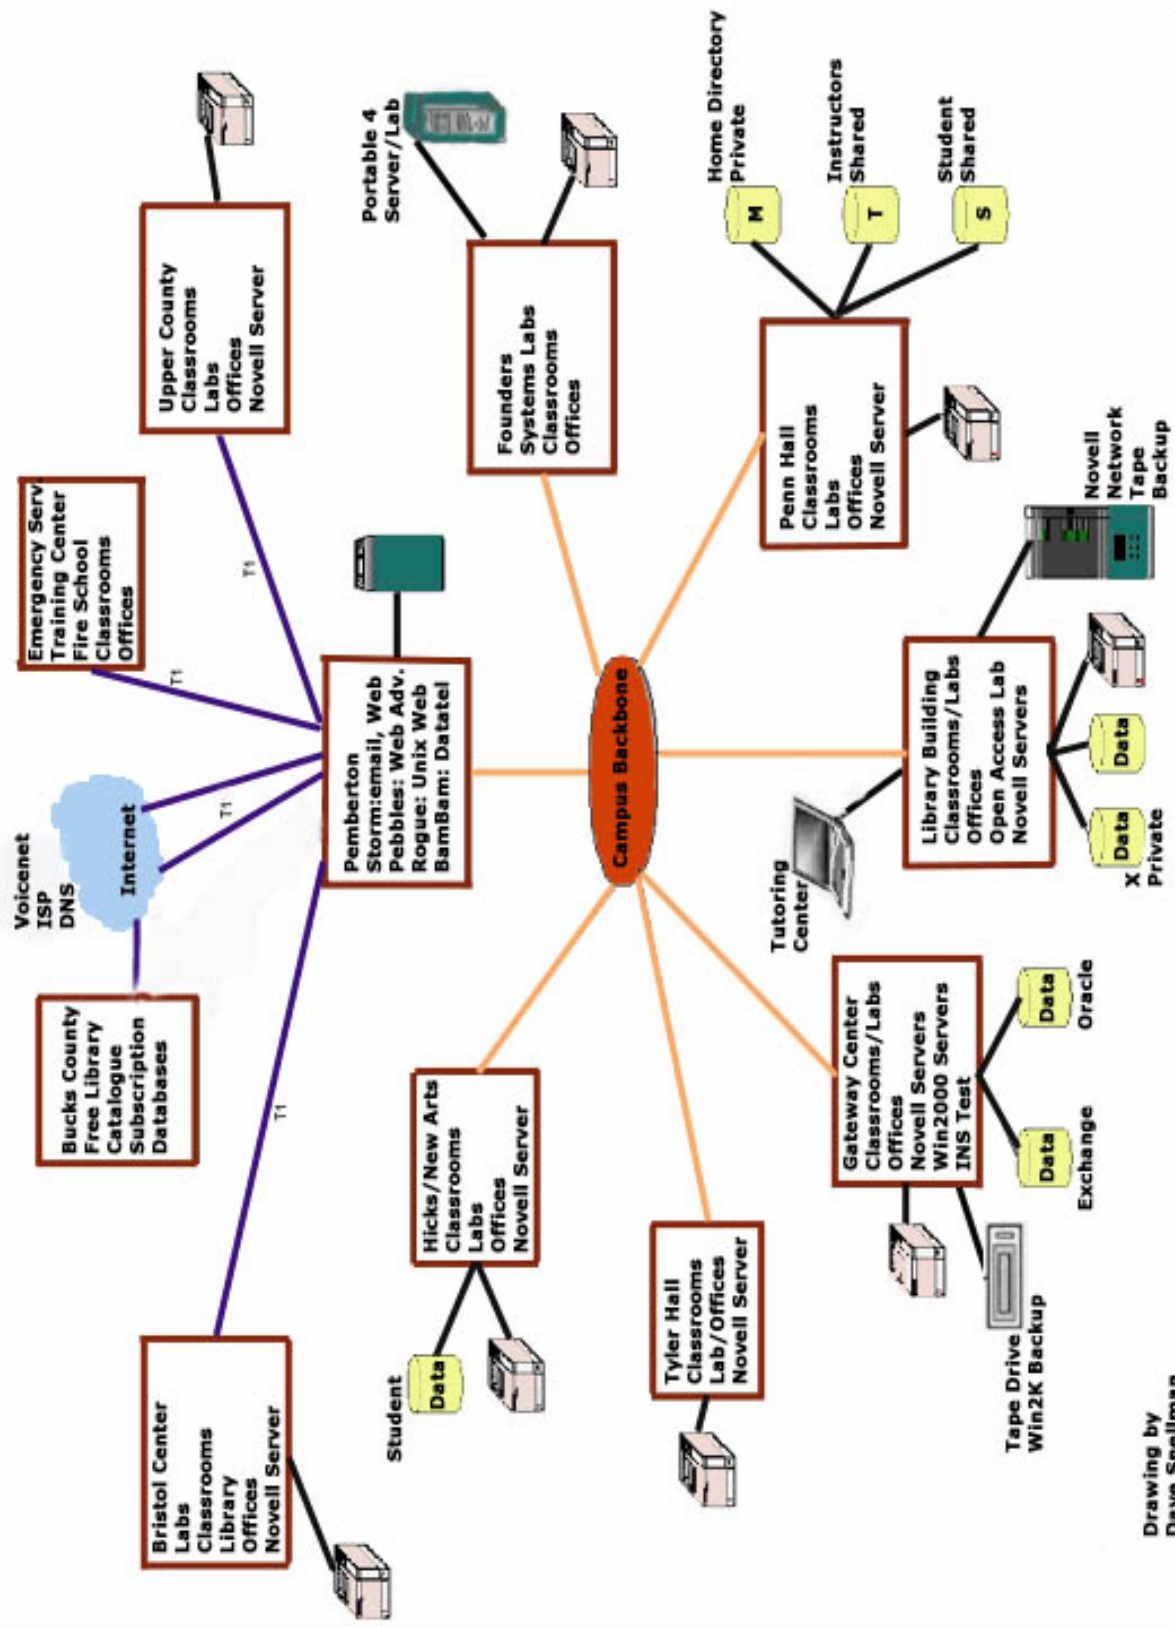 Bristol Center
Labs
Classrooms
Library
Offices
Novell Server
Bucks County
Free Library
Catalogue
Subscription
Databases
Voicenet
ISP
DNS
Internet
Emergency Serv.
Training Center
Fire School
Classrooms
Offices
Upper County
Classrooms
Labs
Offices
Novell Server
T1
T1
T1
T1
Pemberton
Storm:email, Web
Pebbles: Web Adv.
Rogue: Unix Web
BamBam: Datatel
Portable 4
Server/Lab
Founders
Systems Labs
Classrooms
Offices
Student
Data
Hicks/New Arts
Classrooms
Labs
Offices
Novell Server
Campus Backbone
Tyler Hall
Classrooms
Lab/Offices
Novell Server
Home Directory
Private
M
Instructors
Shared
T
Student
Shared
S
Penn Hall
Classrooms
Labs
Offices
Novell Server
Tutoring
Center
Gateway Center
Classrooms/Labs
Offices
Novell Servers
Win2000 Servers
INS Test
Library Building
Classrooms/Labs
Offices
Open Access Lab
Novell Servers
Tape Drive
Win2K Backup
Data
Exchange
Data
Oracle
Data
X
Private
Data
Novell
Network
Tape
Backup
Drawing by
Dave Spellman